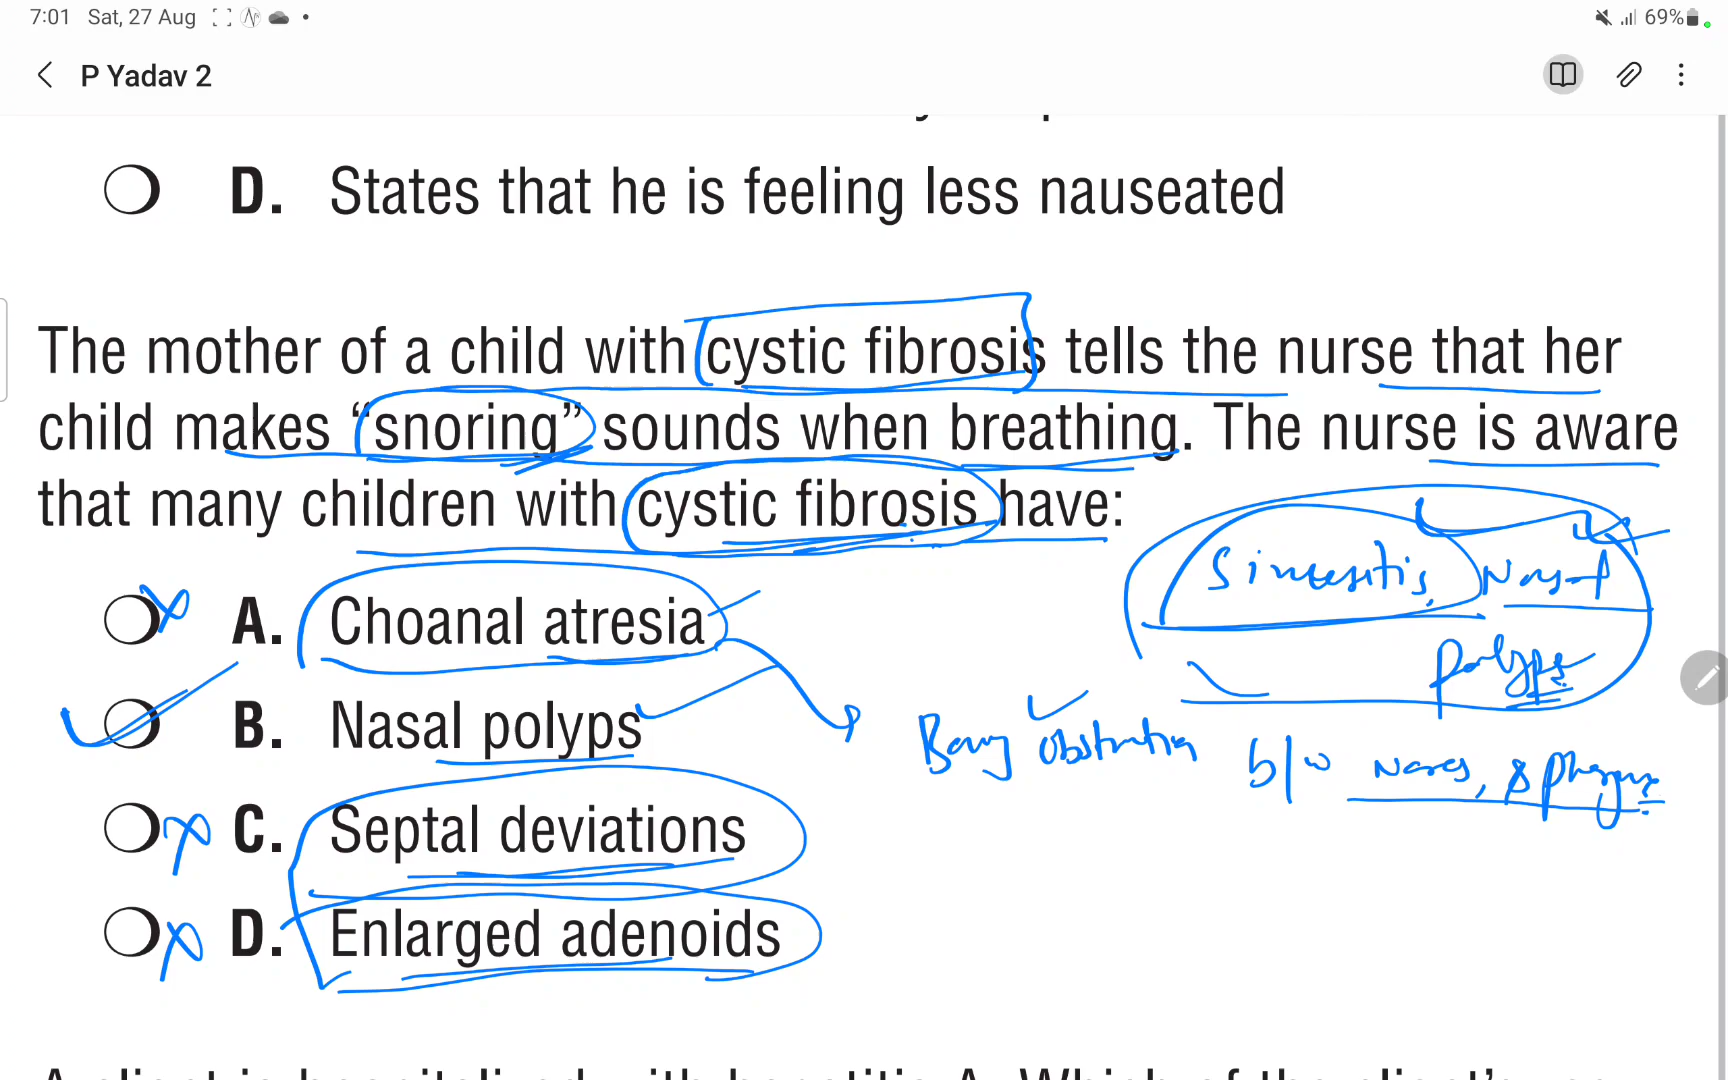 7:01 Sat, 27 Aug
69%
P Yadav 2
D. States that he is feeling less nauseated
The mother of a child with cystic fibrosis tells the nurse that her
child makes “snoring” sounds when breathing. The nurse is aware
that many children with cystic fibrosis have:
Nasal
polyps
A. Choanal atresia
B. Nasal polyps
Bony obstruction b/w Nares, & pharynx
C. Septal deviations
D. Enlarged adenoids